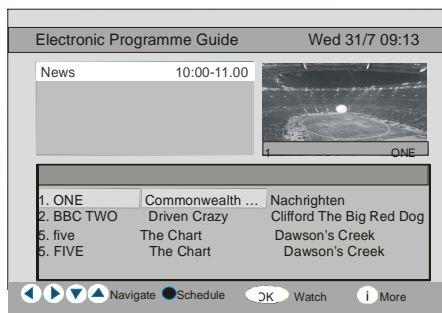 Electronic Programme Guide Wed 31/7 09:13
News 10:00-11.00
1 ONE
1. ONE Commonwealth ... Nachrighten
2. BBC TWO Driven Crazy Clifford The Big Red Dog
5. five The Chart Dawson's Creek
5. FIVE The Chart Dawson's Creek
Navigate Schedule OK Watch i More